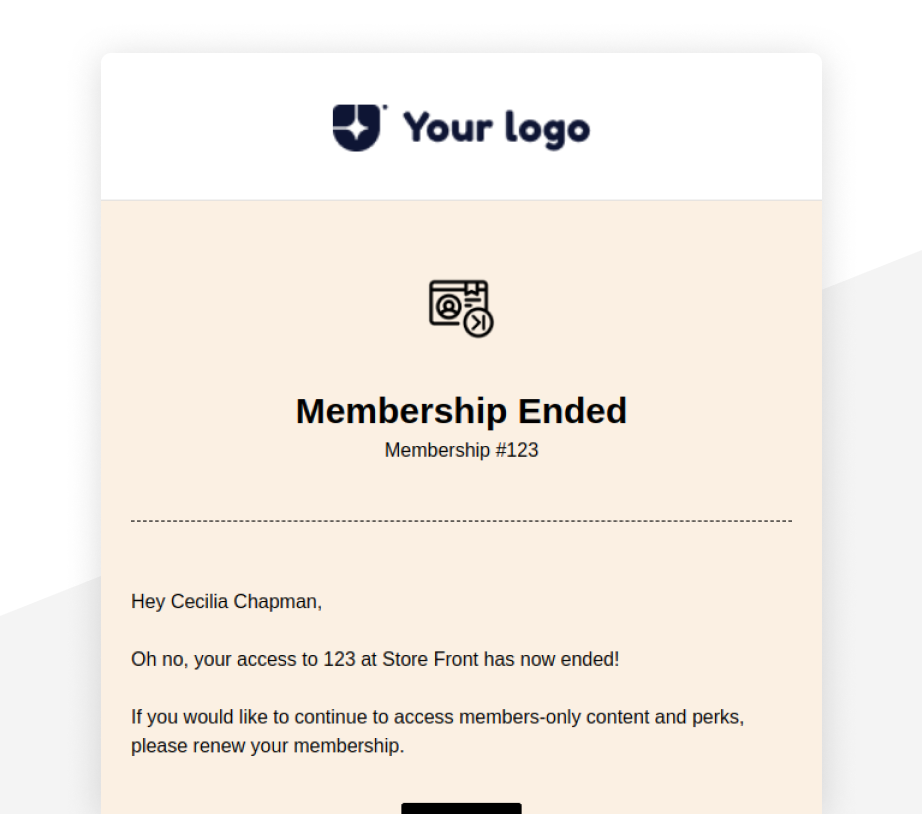 Your logo
Membership Ended
Membership #123
Hey Cecilia Chapman,
Oh no, your access to 123 at Store Front has now ended!
If you would like to continue to access members-only content and perks,
please renew your membership.